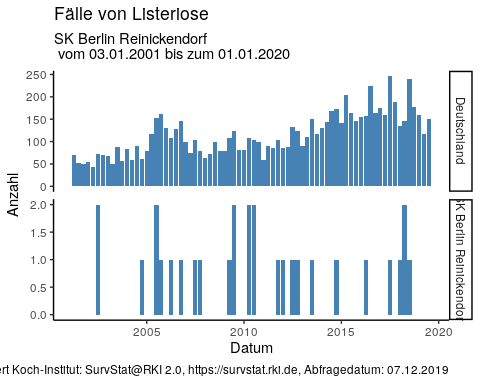 Fälle von Listeriose
SK Berlin Reinickendorf
vom 03.01.2001 bis zum 01.01.2020
Anzahl
250
200
150
100
50
0
Deutschland
2.0
1.5
1.0
0.5
0.0
SK Berlin Reinickendorf
2005
2010
2015
2020
Datum
ert Koch-Institut: SurvStat@RKI 2.0, https://survstat.rki.de, Abfragedatum: 07.12.2019